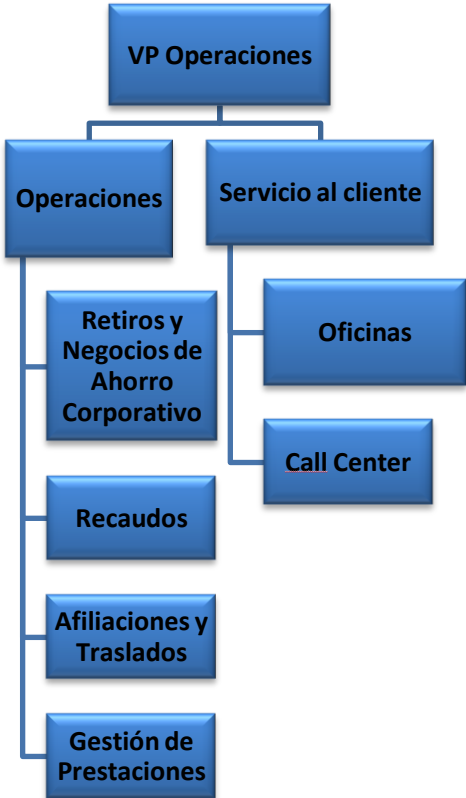 VP Operaciones
Operaciones
Servicio al cliente
Retiros y
Negocios de
Ahorro
Corporativo
Recaudos
Afiliaciones y
Traslados
Gestión de
Prestaciones
Oficinas
Call Center